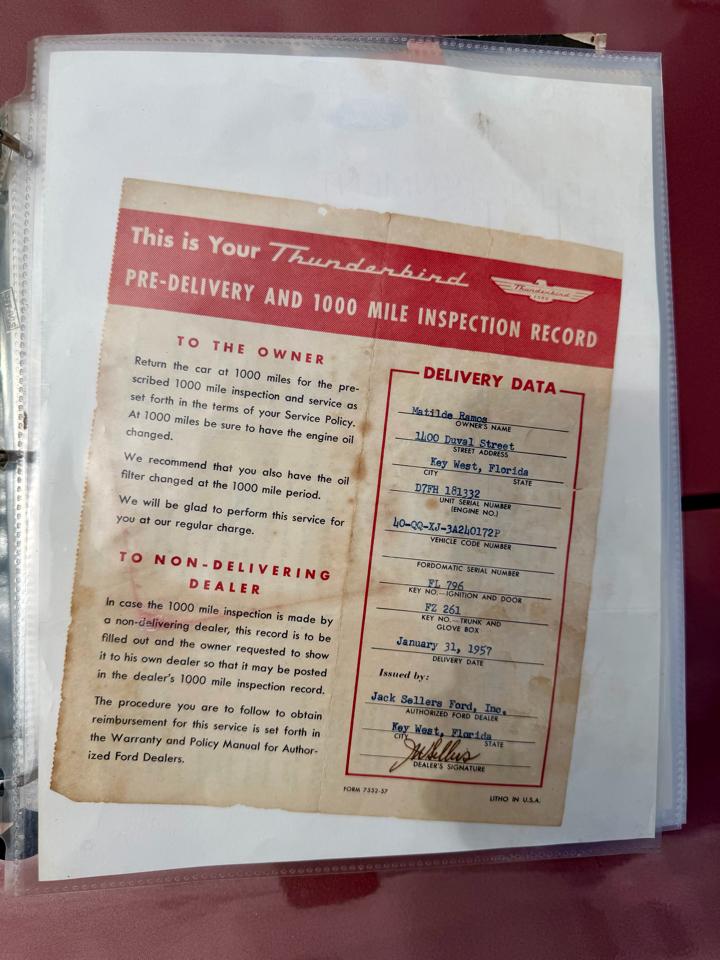 This is Your Thunderbird
Thunderbird
FORD
PRE-DELIVERY AND 1000 MILE INSPECTION RECORD
TO THE OWNER
Return the car at 1000 miles for the pre-
scribed 1000 mile inspection and service as
set forth in the terms of your Service Policy.
At 1000 miles be sure to have the engine oil
changed.
We recommend that you also have the oil
filter changed at the 1000 mile period.
We will be glad to perform this service for
you at our regular charge.
TO NON-DELIVERING
DEALER
In case the 1000 mile inspection is made by
a non-delivering dealer, this record is to be
filled out and the owner requested to show
it to his own dealer so that it may be posted
in the dealer's 1000 mile inspection record.
The procedure you are to follow to obtain
reimbursement for this service is set forth in
the Warranty and Policy Manual for Author-
ized Ford Dealers.
DELIVERY DATA
Matilde Ramos
OWNER'S NAME
1400 Duval Street
STREET ADDRESS
Key West, Florida
CITY STATE
D7FH 181332
UNIT SERIAL NUMBER
(ENGINE NO.)
40-QQ-XJ-3A240172P
VEHICLE CODE NUMBER
FORDOMATIC SERIAL NUMBER
FL 796
KEY NO.—IGNITION AND DOOR
FZ 261
KEY NO.—TRUNK AND
GLOVE BOX
January 31, 1957
DELIVERY DATE
Issued by:
Jack Sellers Ford, Inc.
AUTHORIZED FORD DEALER
Key West, Florida
CITY STATE
DEALER'S SIGNATURE
FORM 7332-57
LITHO IN U.S.A.